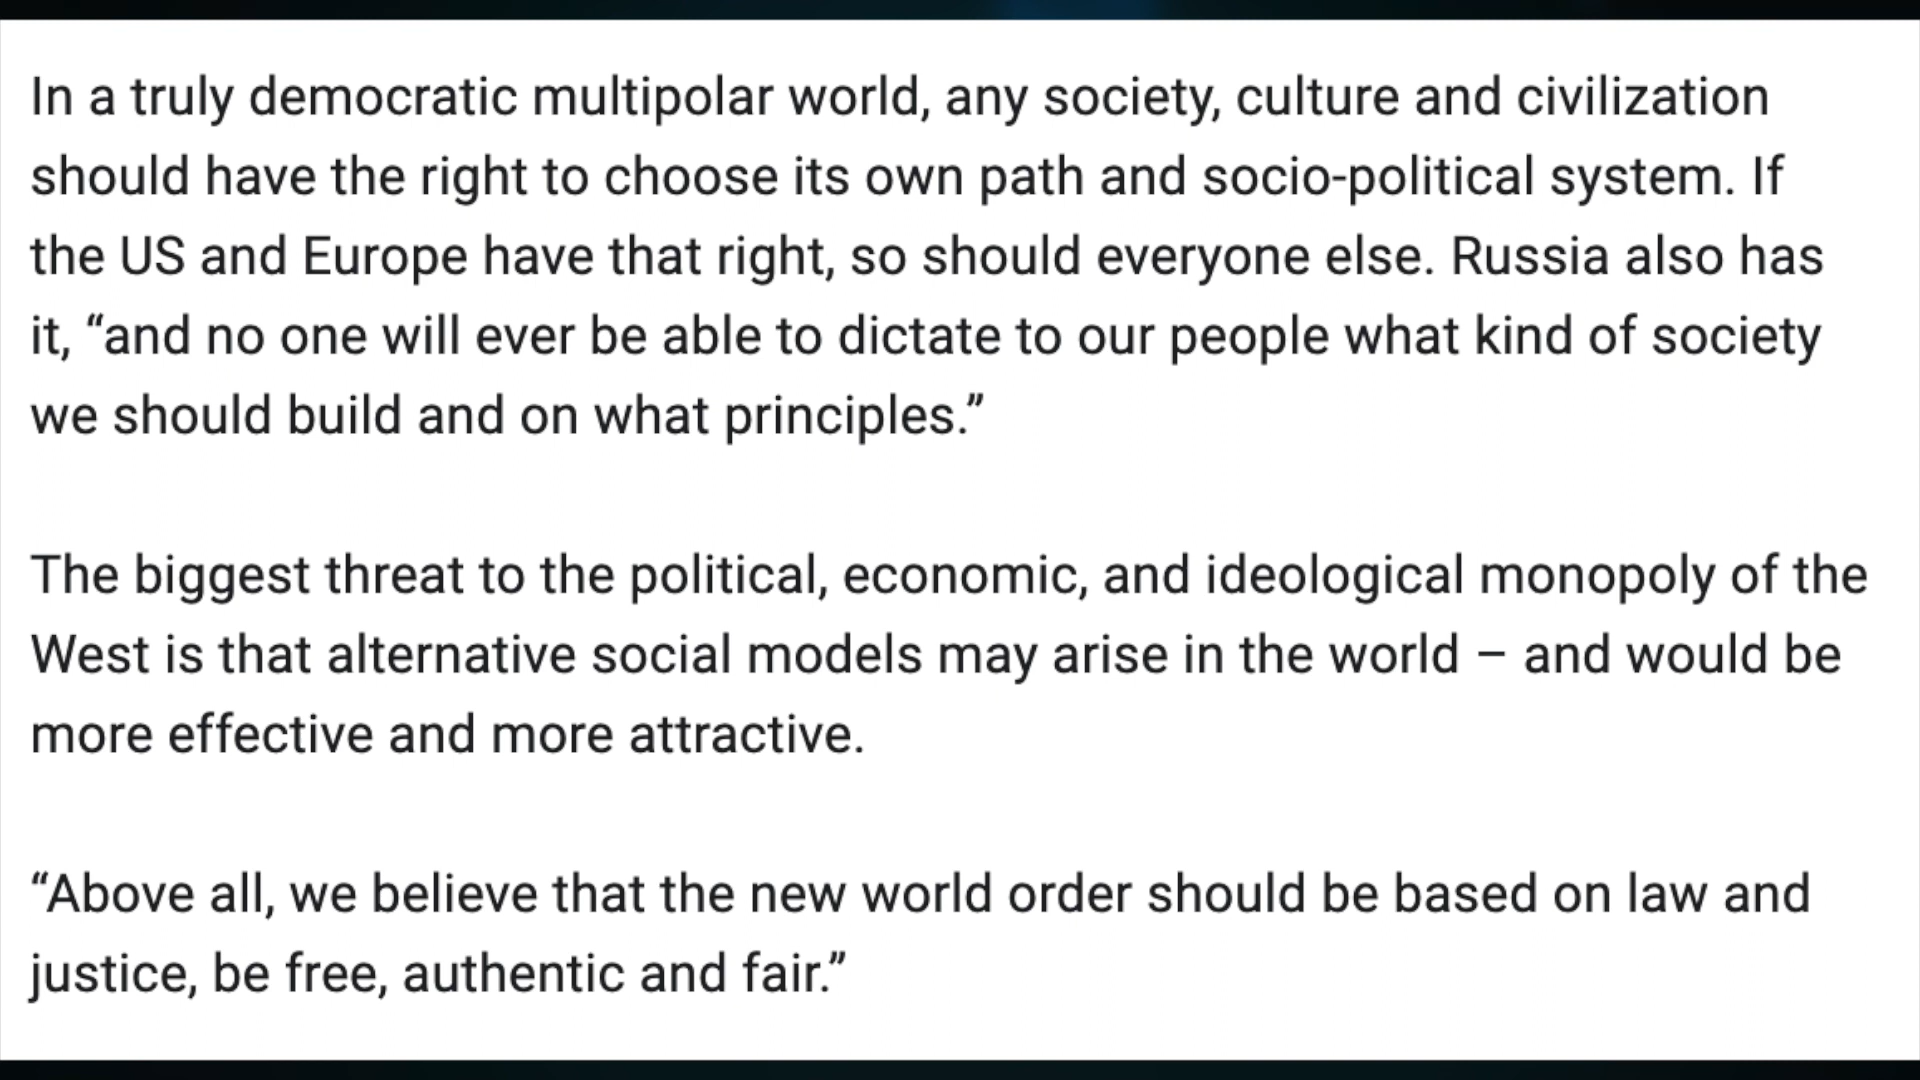 In a truly democratic multipolar world, any society, culture and civilization
should have the right to choose its own path and socio-political system. If
the US and Europe have that right, so should everyone else. Russia also has
it, “and no one will ever be able to dictate to our people what kind of society
we should build and on what principles.”
The biggest threat to the political, economic, and ideological monopoly of the
West is that alternative social models may arise in the world – and would be
more effective and more attractive.
“Above all, we believe that the new world order should be based on law and
justice, be free, authentic and fair.”